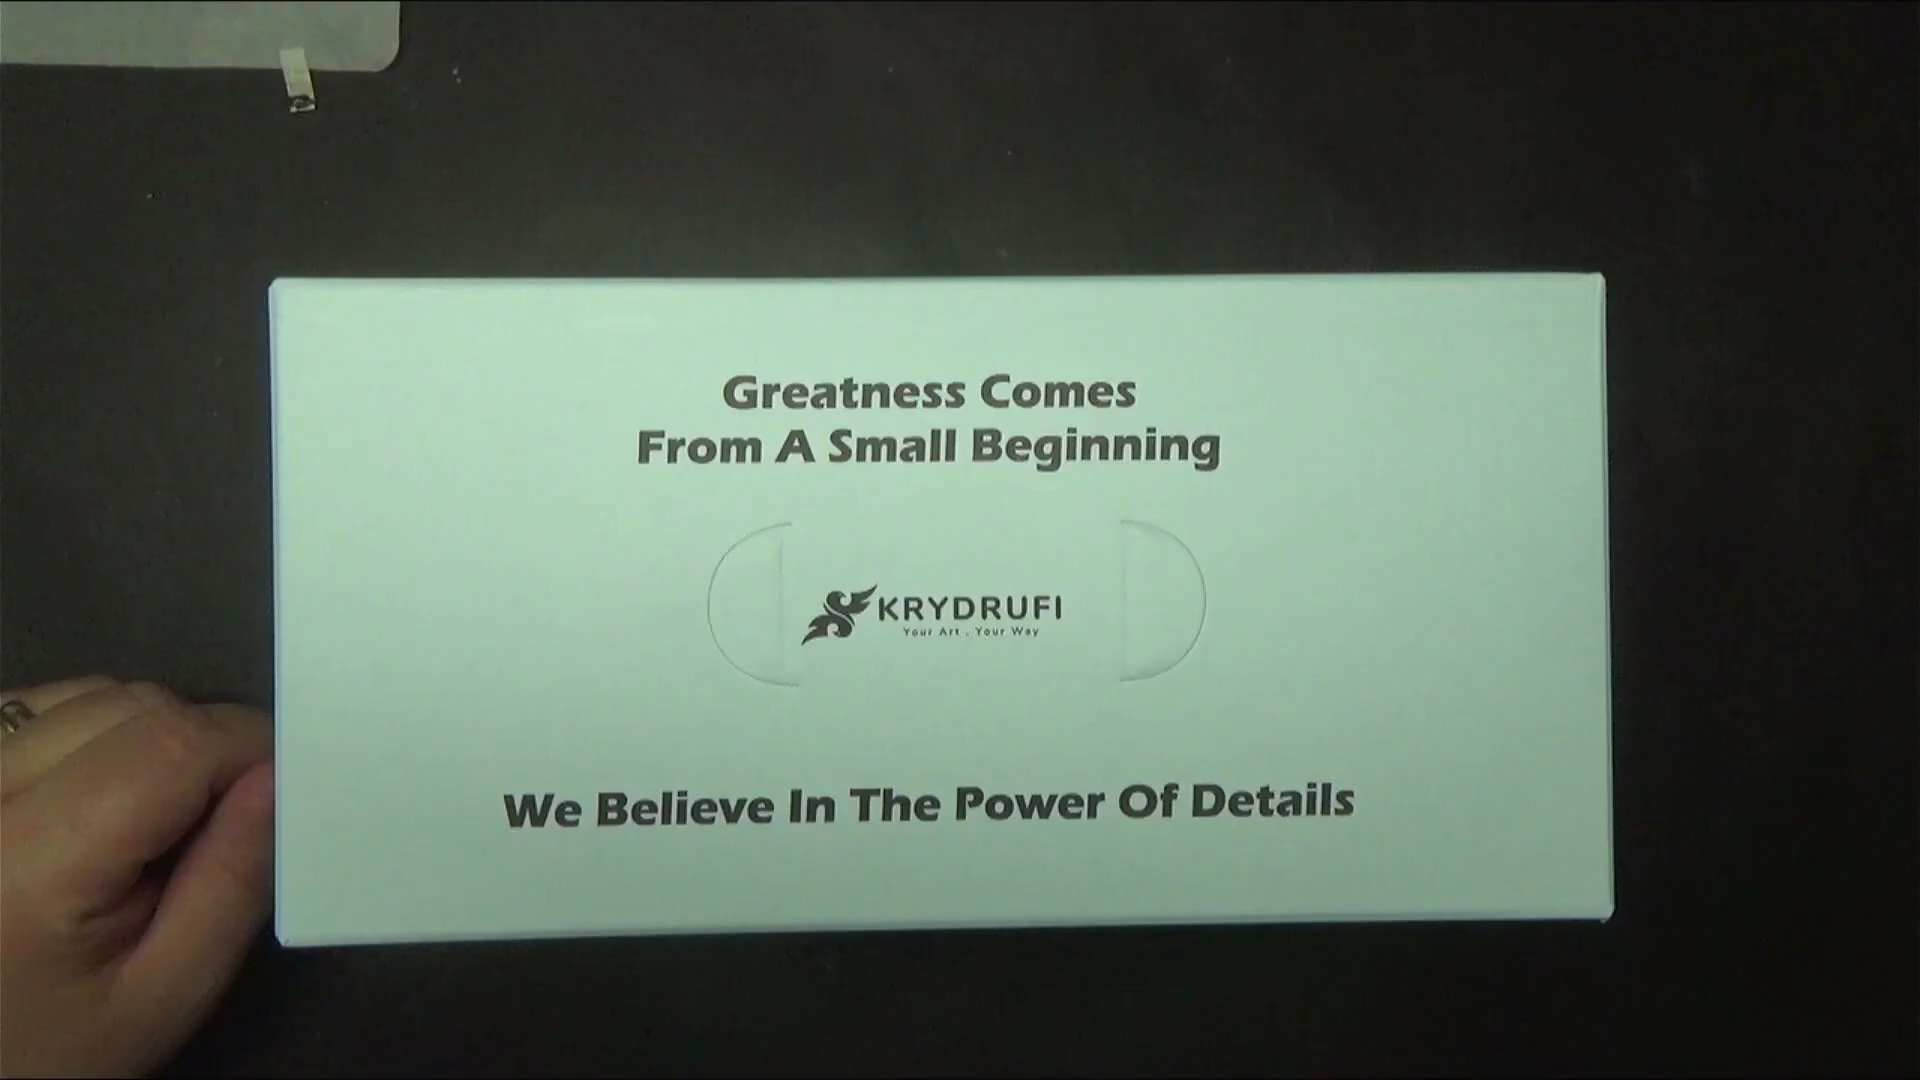 Greatness Comes
From A Small Beginning
KRYDRUFI
Your Art . Your Way
We Believe In The Power Of Details